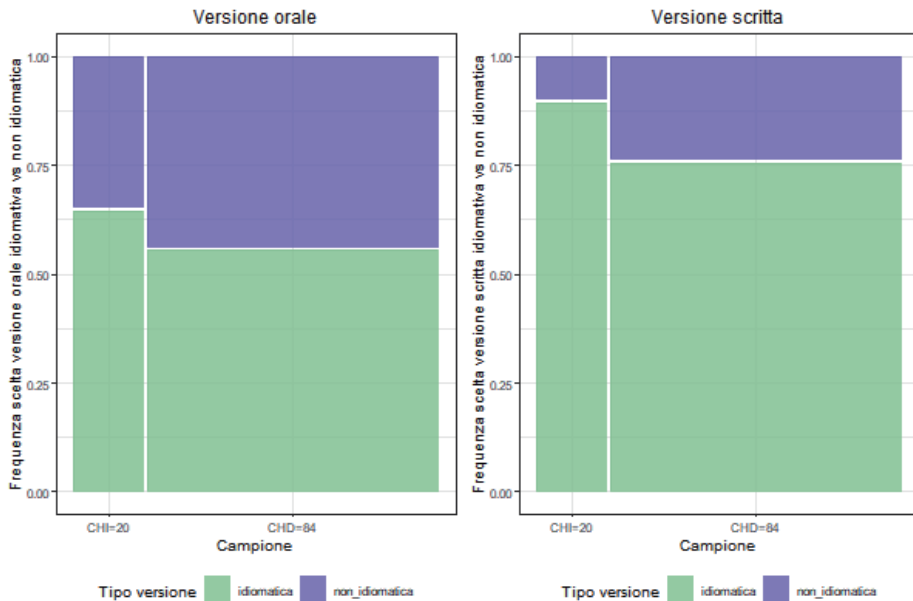 Versione orale
Frequenza scelta versione orale idiomativa vs non idiomatica
1.00
0.75
0.50
0.25
0.00
CHI=20
CHD=84
Campione
Tipo versione
idiomatica
non_idiomatica
Versione scritta
Frequenza scelta versione scritta idiomativa vs non idiomatica
1.00
0.75
0.50
0.25
0.00
CHI=20
CHD=84
Campione
Tipo versione
idiomatica
non_idiomatica